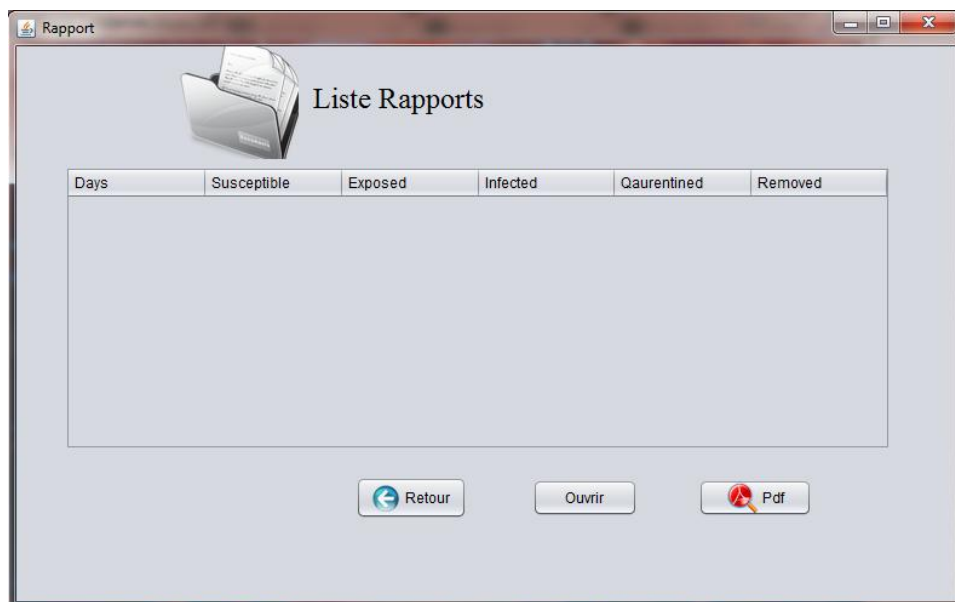 Rapport
Liste Rapports
Days Susceptible Exposed Infected Qaurentined Removed
Retour Ouvrir Pdf